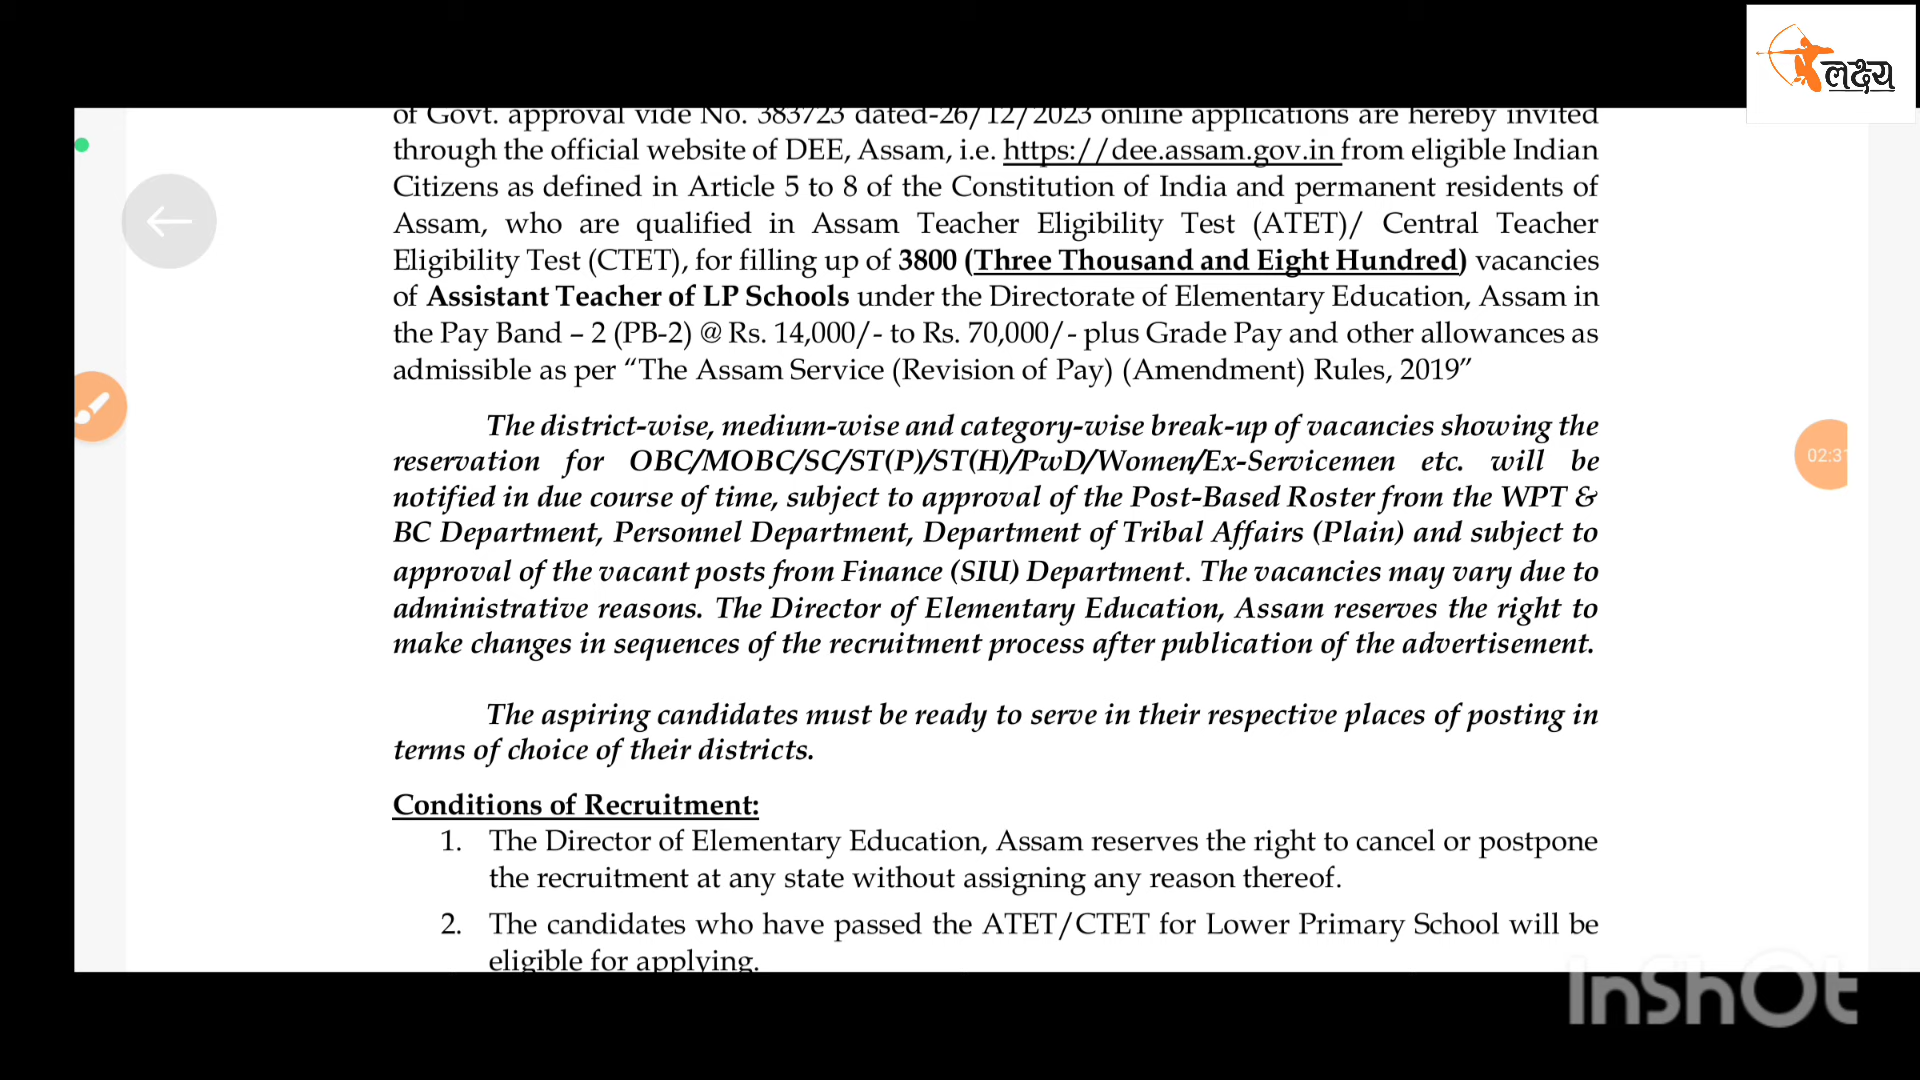 लक्ष्य
of Govt. approval vide No. 383723 dated-26/12/2023 online applications are hereby invited
through the official website of DEE, Assam, i.e. https://dee.assam.gov.in from eligible Indian
Citizens as defined in Article 5 to 8 of the Constitution of India and permanent residents of
Assam, who are qualified in Assam Teacher Eligibility Test (ATET)/ Central Teacher
Eligibility Test (CTET), for filling up of 3800 (Three Thousand and Eight Hundred) vacancies
of Assistant Teacher of LP Schools under the Directorate of Elementary Education, Assam in
the Pay Band – 2 (PB-2) @ Rs. 14,000/- to Rs. 70,000/- plus Grade Pay and other allowances as
admissible as per “The Assam Service (Revision of Pay) (Amendment) Rules, 2019”
The district-wise, medium-wise and category-wise break-up of vacancies showing the
reservation for OBC/MOBC/SC/ST(P)/ST(H)/PwD/Women/Ex-Servicemen etc. will be
notified in due course of time, subject to approval of the Post-Based Roster from the WPT &
BC Department, Personnel Department, Department of Tribal Affairs (Plain) and subject to
approval of the vacant posts from Finance (SIU) Department. The vacancies may vary due to
administrative reasons. The Director of Elementary Education, Assam reserves the right to
make changes in sequences of the recruitment process after publication of the advertisement.
The aspiring candidates must be ready to serve in their respective places of posting in
terms of choice of their districts.
Conditions of Recruitment:
1. The Director of Elementary Education, Assam reserves the right to cancel or postpone
the recruitment at any state without assigning any reason thereof.
2. The candidates who have passed the ATET/CTET for Lower Primary School will be
eligible for applying.
InShOt